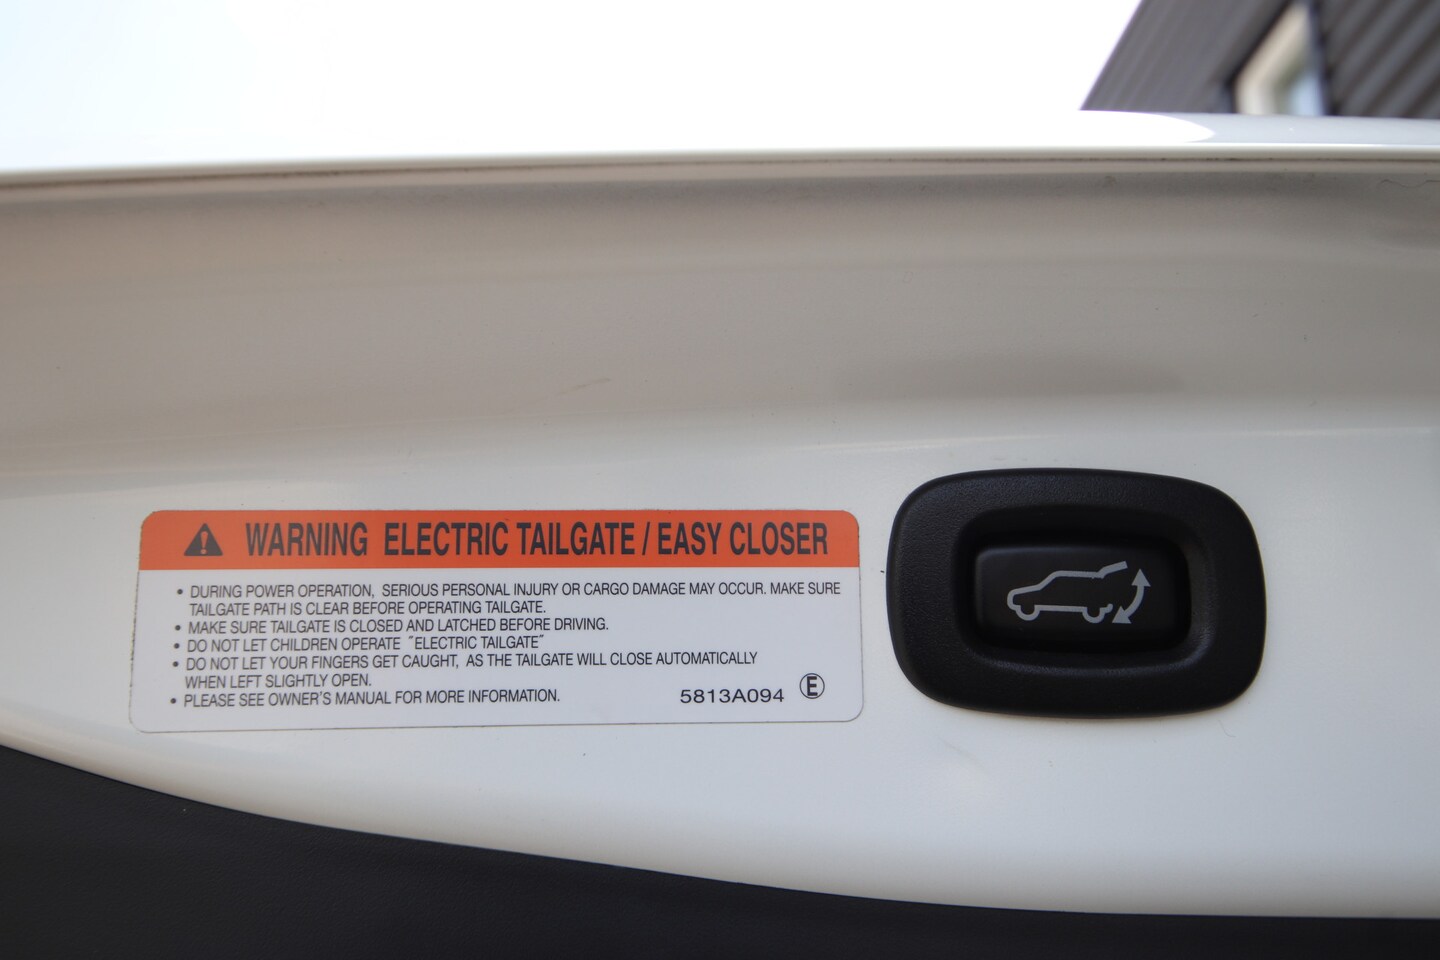 WARNING ELECTRIC TAILGATE / EASY CLOSER
• DURING POWER OPERATION, SERIOUS PERSONAL INJURY OR CARGO DAMAGE MAY OCCUR. MAKE SURE
TAILGATE PATH IS CLEAR BEFORE OPERATING TAILGATE.
• MAKE SURE TAILGATE IS CLOSED AND LATCHED BEFORE DRIVING.
• DO NOT LET CHILDREN OPERATE ˝ELECTRIC TAILGATE˝
• DO NOT LET YOUR FINGERS GET CAUGHT, AS THE TAILGATE WILL CLOSE AUTOMATICALLY
WHEN LEFT SLIGHTLY OPEN.
• PLEASE SEE OWNER'S MANUAL FOR MORE INFORMATION.
5813A094 Ⓔ